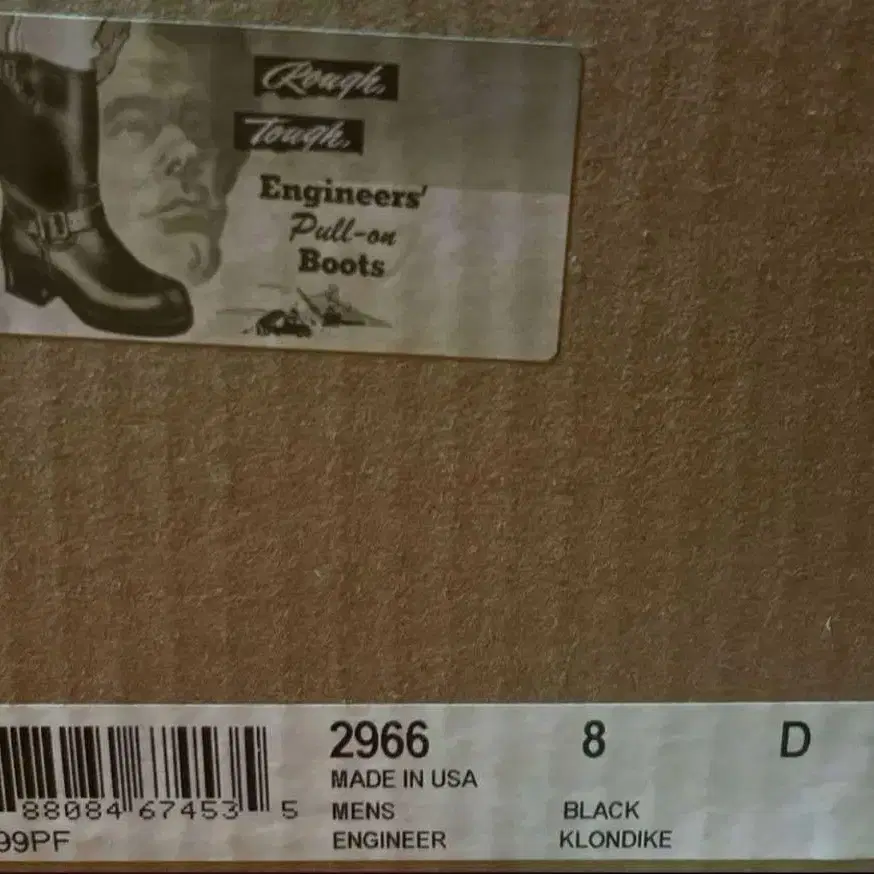 Rough,
Tough,
Engineers'
Pull-on
Boots
2966 8 D
MADE IN USA
88084 67453 5 MENS BLACK
99PF ENGINEER KLONDIKE